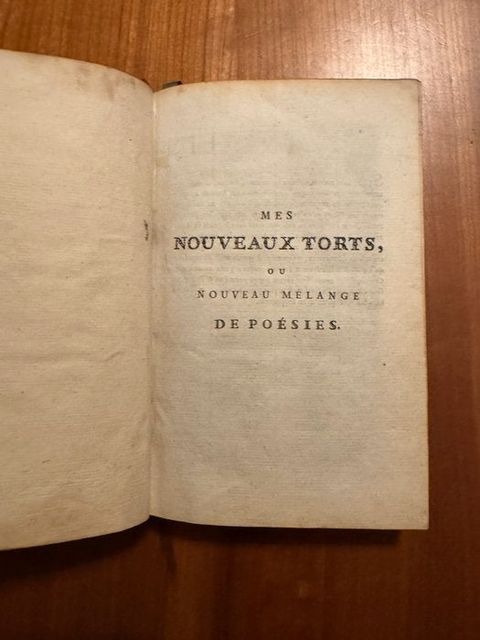 MES
NOUVEAUX TORTS,
OU
NOUVEAU MÉLANGE
DE POÉSIES.